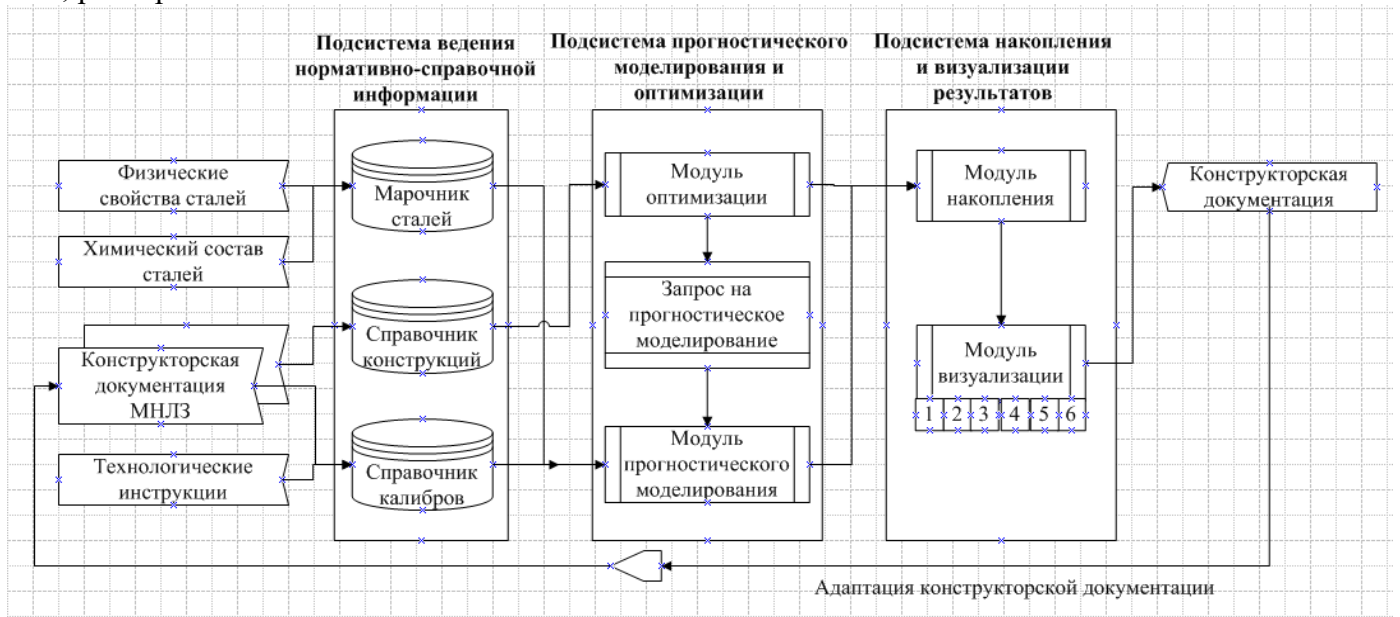 Подсистема ведения
нормативно-справочной
информации
Подсистема прогностического
моделирования и
оптимизации
Подсистема накопления
и визуализации
результатов
Физические
свойства сталей
Химический состав
сталей
Конструкторская
документация
МНЛЗ
Технологические
инструкции
Марочник
сталей
Справочник
конструкций
Справочник
калибров
Модуль
оптимизации
Запрос на
прогностическое
моделирование
Модуль
прогностического
моделирования
Модуль
накопления
Модуль
визуализации
1 2 3 4 5 6
Конструкторская
документация
Адаптация конструкторской документации